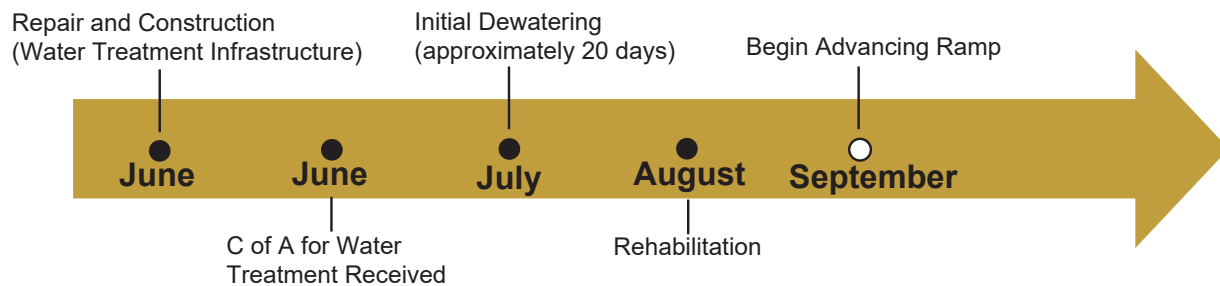 Repair and Construction
(Water Treatment Infrastructure)
Initial Dewatering
(approximately 20 days)
Begin Advancing Ramp
June
June
July
August
September
C of A for Water
Treatment Received
Rehabilitation